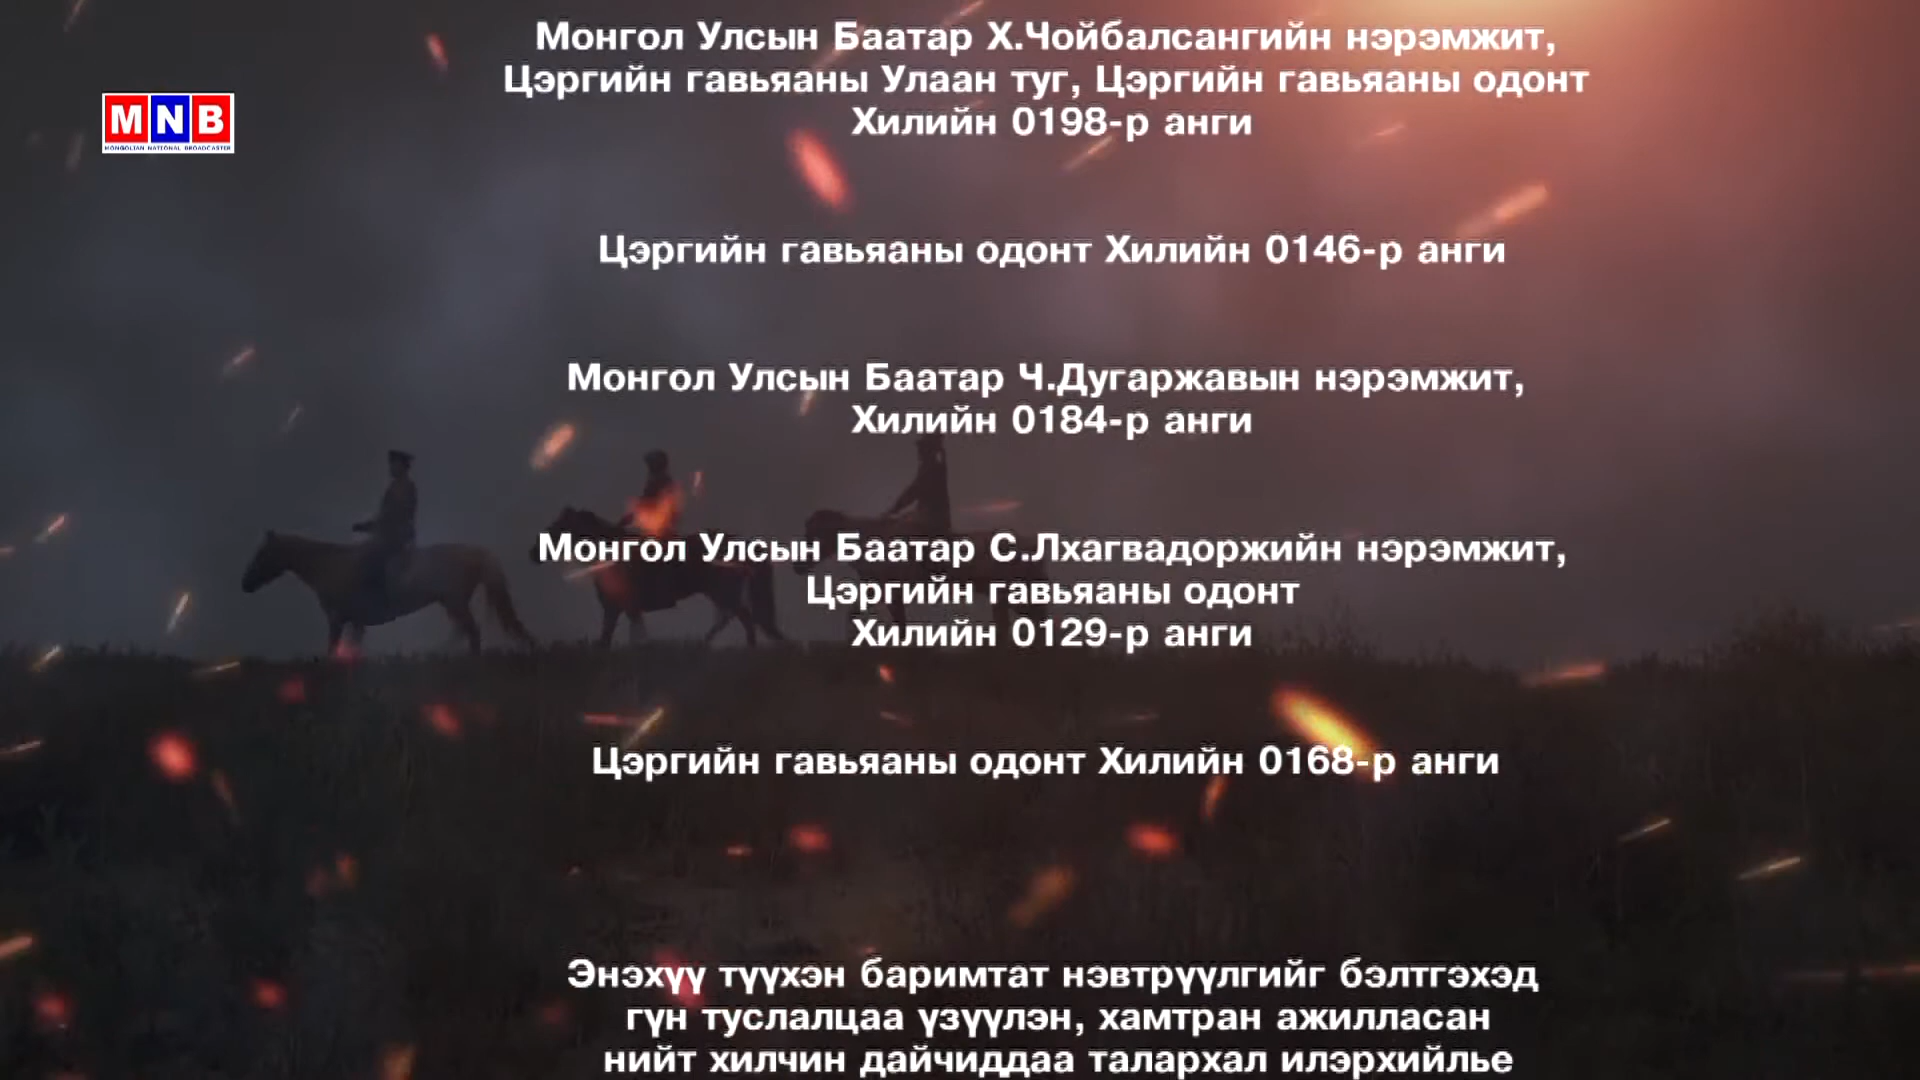 Монгол Улсын Баатар Х.Чойбалсангийн нэрэмжит,
Цэргийн гавьяаны Улаан туг, Цэргийн гавьяаны одонт
Хилийн 0198-р анги
MNB
MONGOLIAN NATIONAL BROADCASTER
Цэргийн гавьяаны одонт Хилийн 0146-р анги
Монгол Улсын Баатар Ч.Дугаржавын нэрэмжит,
Хилийн 0184-р анги
Монгол Улсын Баатар С.Лхагвадоржийн нэрэмжит,
Цэргийн гавьяаны одонт
Хилийн 0129-р анги
Цэргийн гавьяаны одонт Хилийн 0168-р анги
Энэхүү түүхэн баримтат нэвтрүүлгийг бэлтгэхэд
гүн туслалцаа үзүүлэн, хамтран ажилласан
нийт хилчин дайчиддаа талархал илэрхийлье